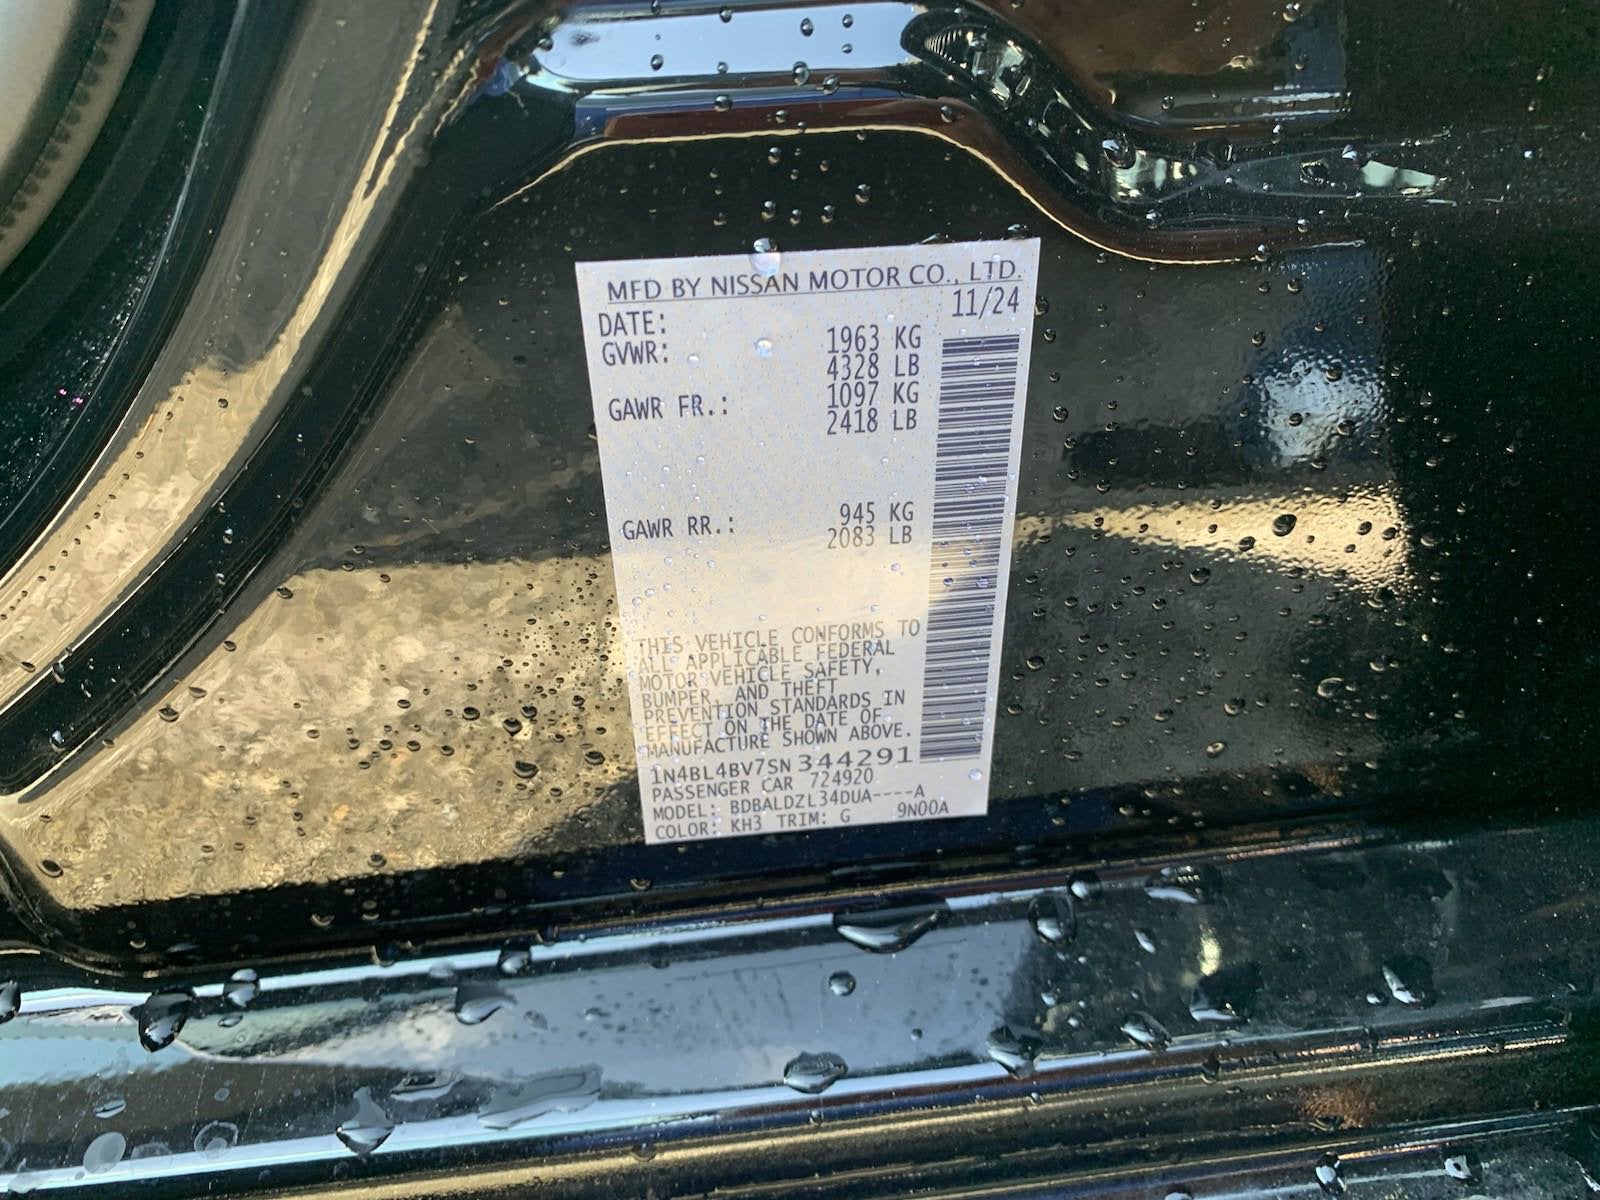 MFD BY NISSAN MOTOR CO., LTD.
DATE: 11/24
GVWR: 1963 KG
4328 LB
GAWR FR.: 1097 KG
2418 LB
GAWR RR.: 945 KG
2083 LB
THIS VEHICLE CONFORMS TO
ALL APPLICABLE FEDERAL
MOTOR VEHICLE SAFETY,
BUMPER, AND THEFT
PREVENTION STANDARDS IN
EFFECT ON THE DATE OF
MANUFACTURE SHOWN ABOVE.
1N4BL4BV7SN344291
PASSENGER CAR 724920
MODEL: BDBALDZL34DUA----A
COLOR: KH3 TRIM: G 9N00A